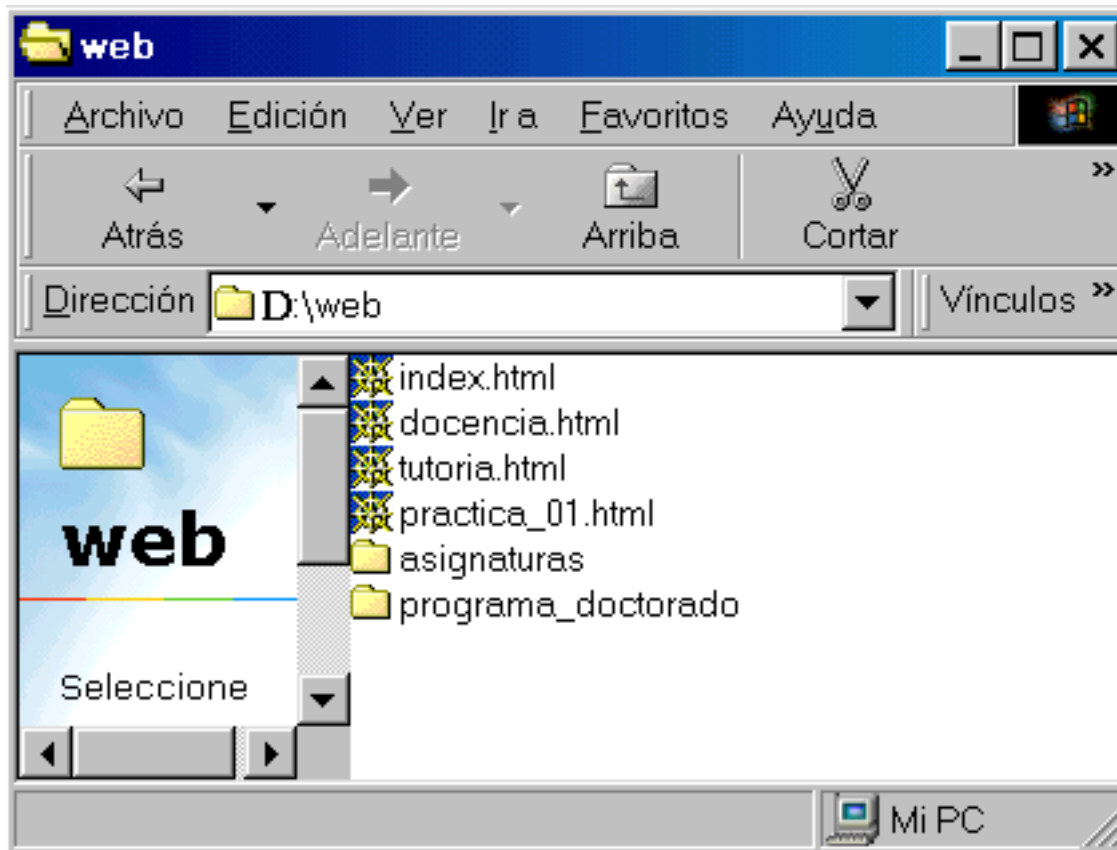 web
Archivo Edición Ver Ir a Favoritos Ayuda
Atrás Adelante Arriba Cortar »
Dirección D:\web Vínculos »
index.html
docencia.html
tutoria.html
practica_01.html
asignaturas
programa_doctorado
web
Seleccione
Mi PC